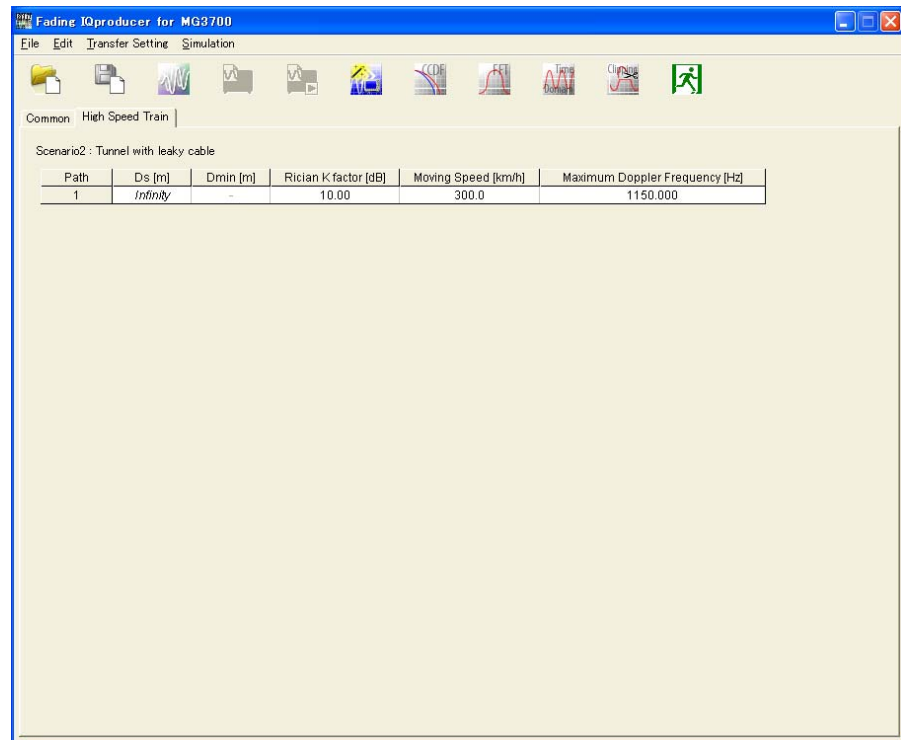 Fading IQproducer for MG3700
File Edit Transfer Setting Simulation
CCDF FFT Time Domain Clipping
Common High Speed Train
Scenario2 : Tunnel with leaky cable
Path Ds [m] Dmin [m] Rician K factor [dB] Moving Speed [km/h] Maximum Doppler Frequency [Hz]
1 Infinity - 10.00 300.0 1150.000